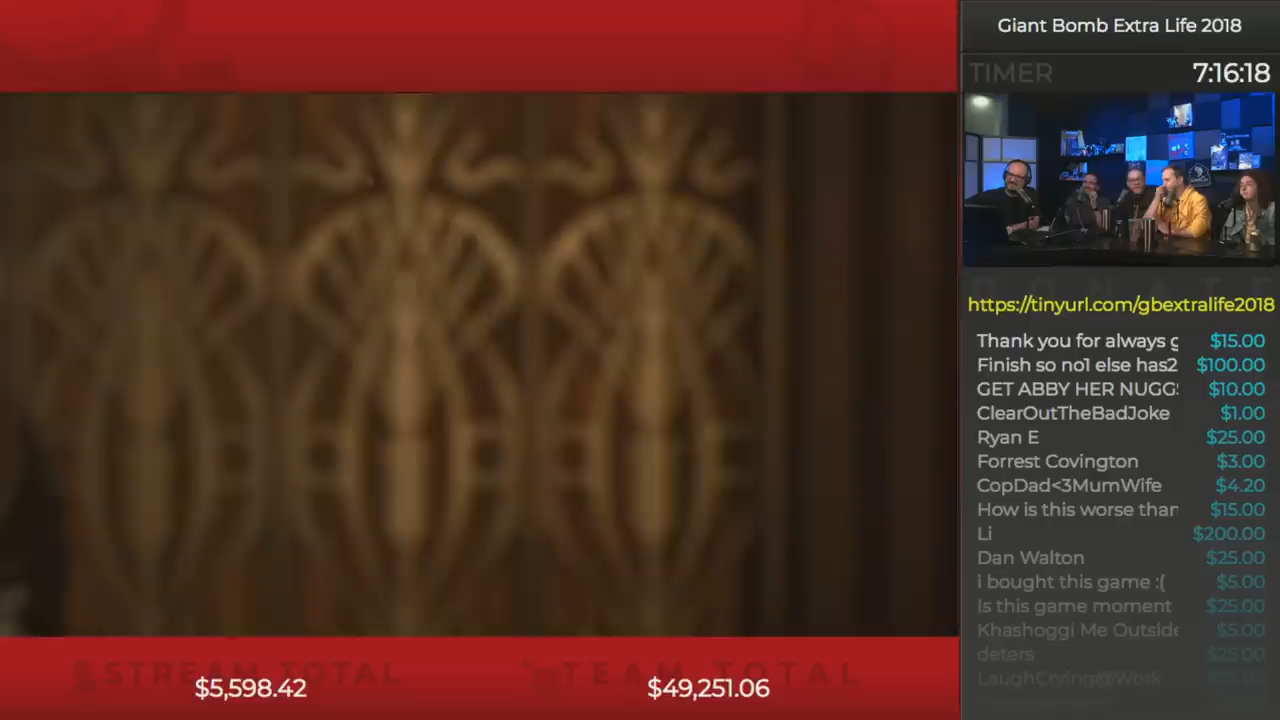 Giant Bomb Extra Life 2018
TIMER
7:16:18
DONATE
https://tinyurl.com/gbextralife2018
Thank you for always g $15.00
Finish so no1 else has2 $100.00
GET ABBY HER NUGG $10.00
ClearOutTheBadJoke $1.00
Ryan E $25.00
Forrest Covington $3.00
CopDad<3MumWife $4.20
How is this worse than $15.00
Li $200.00
Dan Walton $25.00
i bought this game :( $5.00
Is this game moment $25.00
Khashoggi Me Outside $5.00
deters $25.00
LaughCrying@Work
STREAM TOTAL TEAM TOTAL
$5,598.42 $49,251.06